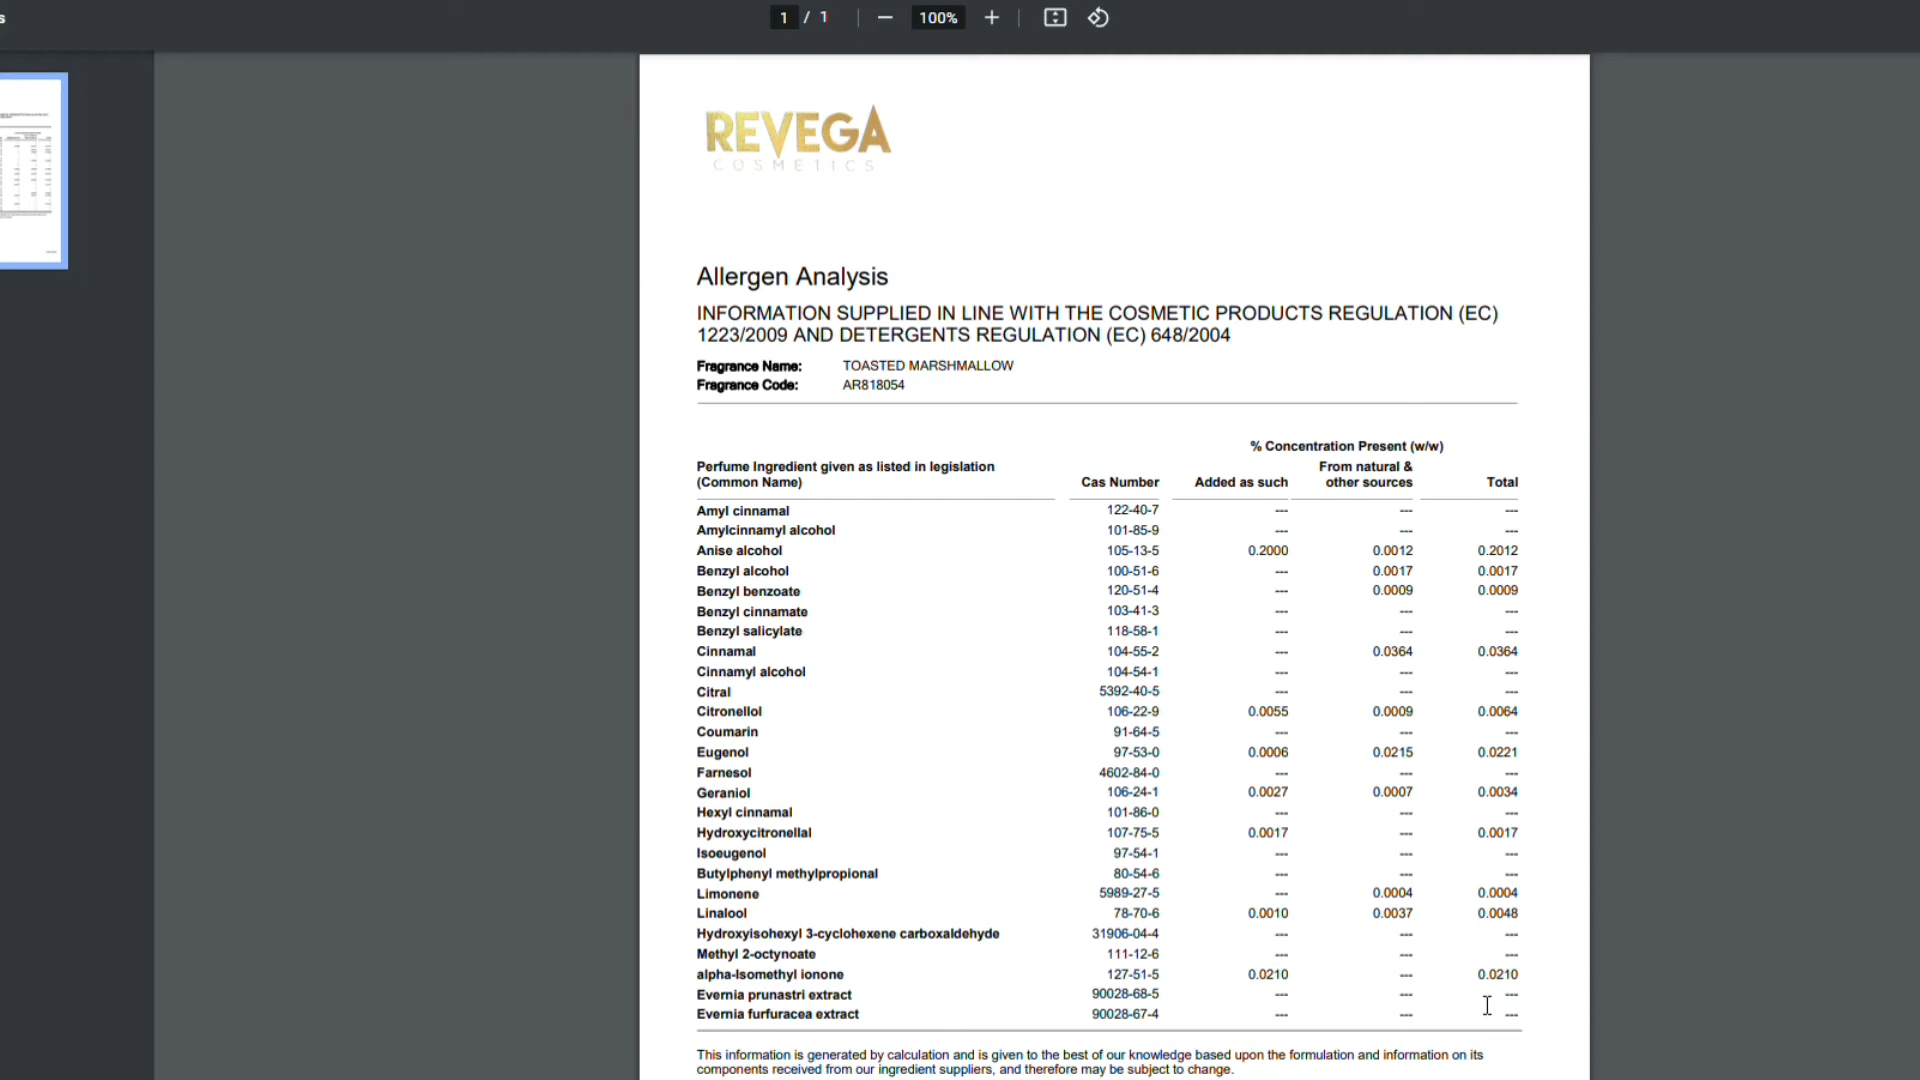 s
1 / 1
100%
REVEGA
COSMETICS
Allergen Analysis
INFORMATION SUPPLIED IN LINE WITH THE COSMETIC PRODUCTS REGULATION (EC)
1223/2009 AND DETERGENTS REGULATION (EC) 648/2004
Fragrance Name: TOASTED MARSHMALLOW
Fragrance Code: AR818054
% Concentration Present (w/w)
Perfume Ingredient given as listed in legislation From natural &
(Common Name) Cas Number Added as such other sources Total
Amyl cinnamal 122-40-7 --- --- ---
Amylcinnamyl alcohol 101-85-9 --- --- ---
Anise alcohol 105-13-5 0.2000 0.0012 0.2012
Benzyl alcohol 100-51-6 --- 0.0017 0.0017
Benzyl benzoate 120-51-4 --- 0.0009 0.0009
Benzyl cinnamate 103-41-3 --- --- ---
Benzyl salicylate 118-58-1 --- --- ---
Cinnamal 104-55-2 --- 0.0364 0.0364
Cinnamyl alcohol 104-54-1 --- --- ---
Citral 5392-40-5 --- --- ---
Citronellol 106-22-9 0.0055 0.0009 0.0064
Coumarin 91-64-5 --- --- ---
Eugenol 97-53-0 0.0006 0.0215 0.0221
Farnesol 4602-84-0 --- --- ---
Geraniol 106-24-1 0.0027 0.0007 0.0034
Hexyl cinnamal 101-86-0 --- --- ---
Hydroxycitronellal 107-75-5 0.0017 --- 0.0017
Isoeugenol 97-54-1 --- --- ---
Butylphenyl methylpropional 80-54-6 --- --- ---
Limonene 5989-27-5 --- 0.0004 0.0004
Linalool 78-70-6 0.0010 0.0037 0.0048
Hydroxyisohexyl 3-cyclohexene carboxaldehyde 31906-04-4 --- --- ---
Methyl 2-octynoate 111-12-6 --- --- ---
alpha-Isomethyl ionone 127-51-5 0.0210 --- 0.0210
Evernia prunastri extract 90028-68-5 --- --- ---
Evernia furfuracea extract 90028-67-4 --- --- ---
This information is generated by calculation and is given to the best of our knowledge based upon the formulation and information on its
components received from our ingredient suppliers, and therefore may be subject to change.